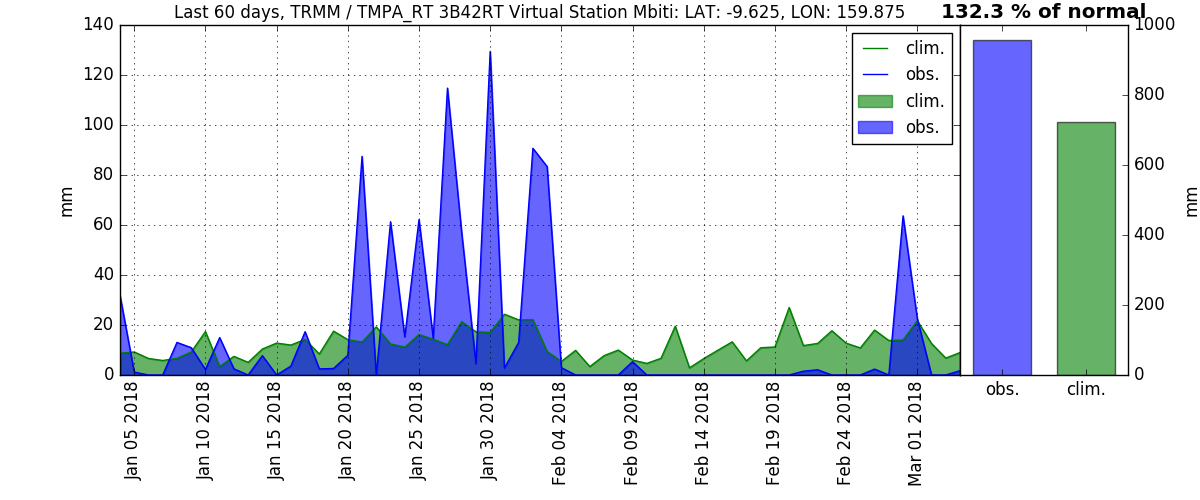 Last 60 days, TRMM / TMPA_RT 3B42RT Virtual Station Mbiti: LAT: -9.625, LON: 159.875
132.3 % of normal
140
120
100
80
60
40
20
0
mm
clim.
obs.
clim.
obs.
1000
800
600
400
200
0
mm
Jan 05 2018
Jan 10 2018
Jan 15 2018
Jan 20 2018
Jan 25 2018
Jan 30 2018
Feb 04 2018
Feb 09 2018
Feb 14 2018
Feb 19 2018
Feb 24 2018
Mar 01 2018
obs.
clim.